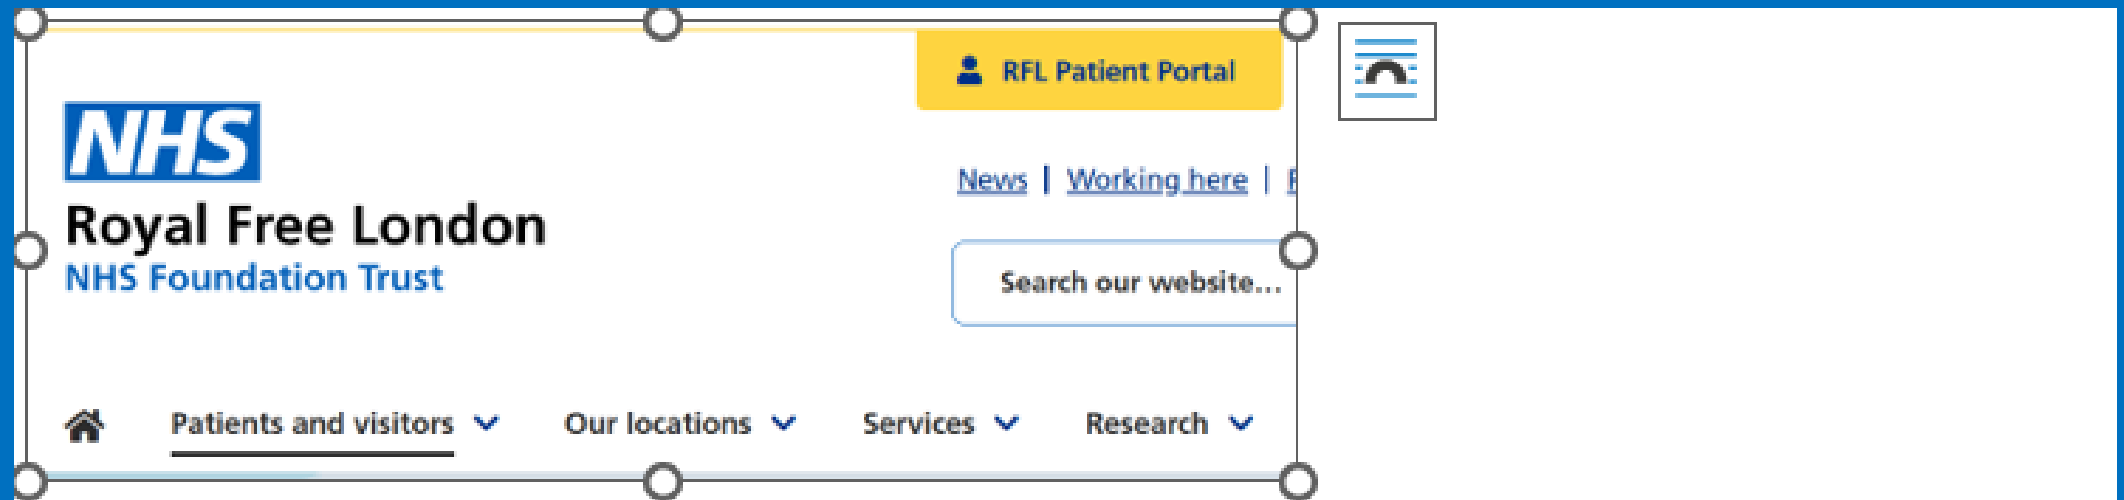 RFL Patient Portal
NHS
News | Working here |
Royal Free London
NHS Foundation Trust
Search our website...
Patients and visitors Our locations Services Research